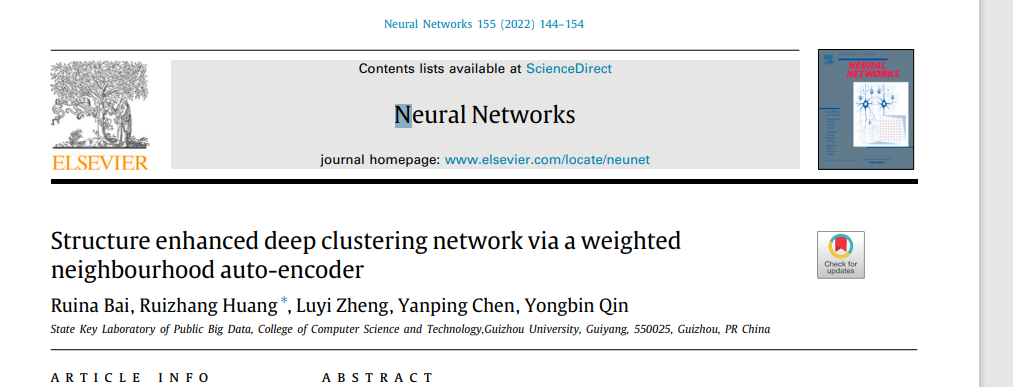 Neural Networks 155 (2022) 144–154
Contents lists available at ScienceDirect
Neural Networks
journal homepage: www.elsevier.com/locate/neunet
ELSEVIER
NEURAL
NETWORKS
Structure enhanced deep clustering network via a weighted
neighbourhood auto-encoder
Check for
updates
Ruina Bai, Ruizhang Huang*, Luyi Zheng, Yanping Chen, Yongbin Qin
State Key Laboratory of Public Big Data, College of Computer Science and Technology,Guizhou University, Guiyang, 550025, Guizhou, PR China
ARTICLE INFO
ABSTRACT